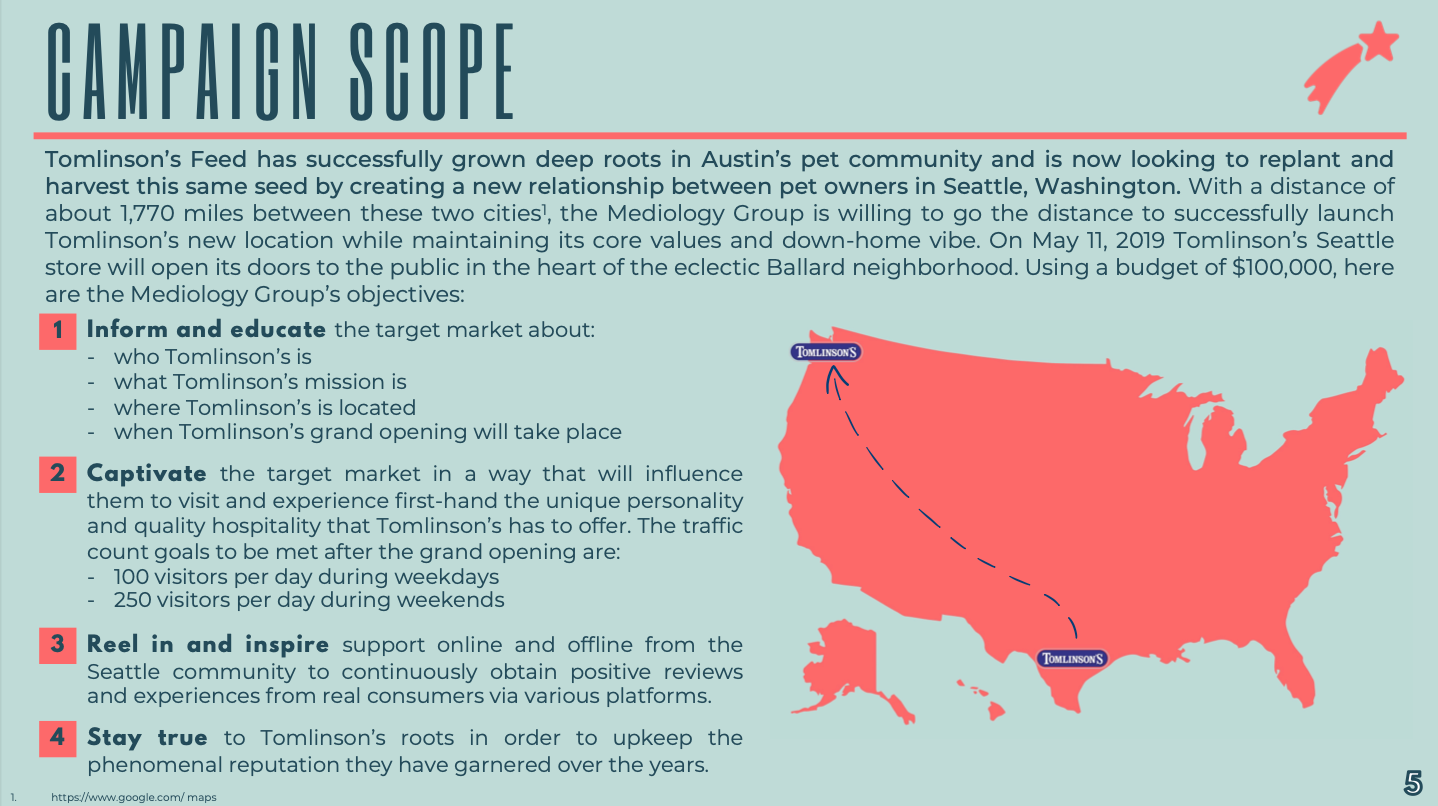 CAMPAIGN SCOPE
Tomlinson’s Feed has successfully grown deep roots in Austin’s pet community and is now looking to replant and
harvest this same seed by creating a new relationship between pet owners in Seattle, Washington. With a distance of
about 1,770 miles between these two cities¹, the Mediology Group is willing to go the distance to successfully launch
Tomlinson’s new location while maintaining its core values and down-home vibe. On May 11, 2019 Tomlinson’s Seattle
store will open its doors to the public in the heart of the eclectic Ballard neighborhood. Using a budget of $100,000, here
are the Mediology Group’s objectives:
1 Inform and educate the target market about:
- who Tomlinson’s is
- what Tomlinson’s mission is
- where Tomlinson’s is located
- when Tomlinson’s grand opening will take place
2 Captivate the target market in a way that will influence
them to visit and experience first-hand the unique personality
and quality hospitality that Tomlinson’s has to offer. The traffic
count goals to be met after the grand opening are:
- 100 visitors per day during weekdays
- 250 visitors per day during weekends
3 Reel in and inspire support online and offline from the
Seattle community to continuously obtain positive reviews
and experiences from real consumers via various platforms.
4 Stay true to Tomlinson’s roots in order to upkeep the
phenomenal reputation they have garnered over the years.
TOMLINSON'S
TOMLINSON'S
1. https://www.google.com/ maps
5